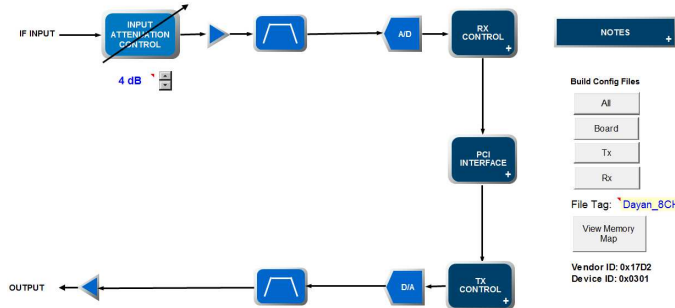 IF INPUT
INPUT
ATTENUATION
CONTROL
A/D
RX
CONTROL
+
NOTES
+
4 dB
Build Config Files
All
Board
Tx
Rx
PCI
INTERFACE
+
File Tag: Dayan_8CH
View Memory
Map
Vendor ID: 0x17D2
Device ID: 0x0301
OUTPUT
D/A
TX
CONTROL
+